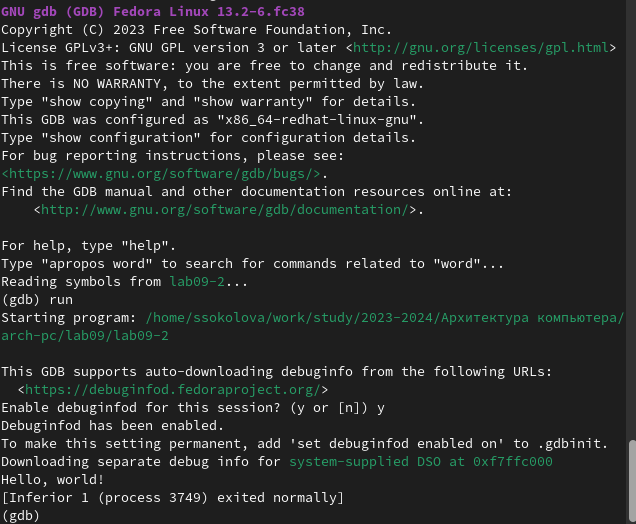 GNU gdb (GDB) Fedora Linux 13.2-6.fc38
Copyright (C) 2023 Free Software Foundation, Inc.
License GPLv3+: GNU GPL version 3 or later <http://gnu.org/licenses/gpl.html>
This is free software: you are free to change and redistribute it.
There is NO WARRANTY, to the extent permitted by law.
Type "show copying" and "show warranty" for details.
This GDB was configured as "x86_64-redhat-linux-gnu".
Type "show configuration" for configuration details.
For bug reporting instructions, please see:
<https://www.gnu.org/software/gdb/bugs/>.
Find the GDB manual and other documentation resources online at:
    <http://www.gnu.org/software/gdb/documentation/>.

For help, type "help".
Type "apropos word" to search for commands related to "word"...
Reading symbols from lab09-2...
(gdb) run
Starting program: /home/ssokolova/work/study/2023-2024/Архитектура компьютера/
arch-pc/lab09/lab09-2

This GDB supports auto-downloading debuginfo from the following URLs:
  <https://debuginfod.fedoraproject.org/>
Enable debuginfod for this session? (y or [n]) y
Debuginfod has been enabled.
To make this setting permanent, add 'set debuginfod enabled on' to .gdbinit.
Downloading separate debug info for system-supplied DSO at 0xf7ffc000
Hello, world!
[Inferior 1 (process 3749) exited normally]
(gdb)